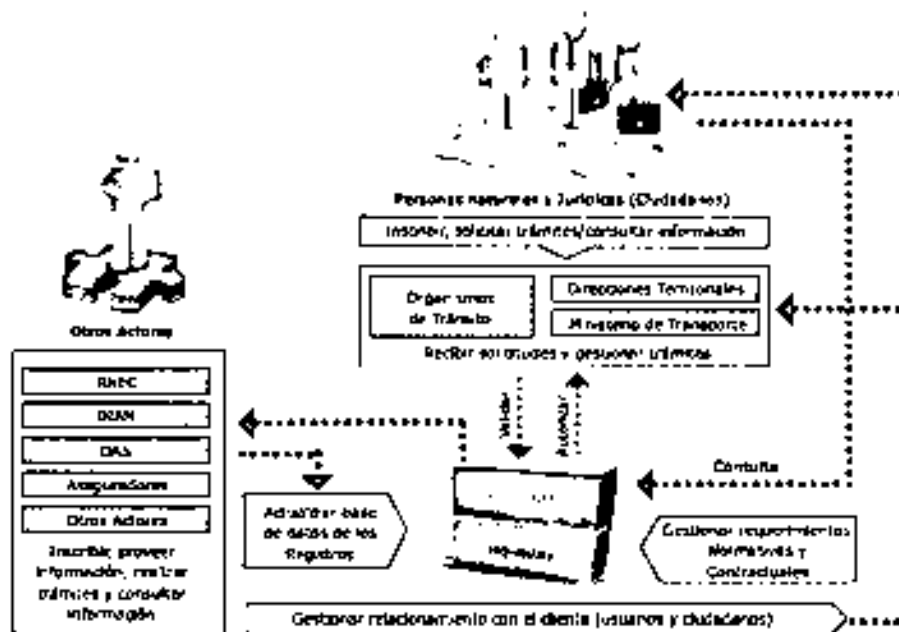 Personas naturales y Jurídicas (Ciudadanos)
Inscribir, solicitar trámites/consultar información
Organismos
de Tránsito
Direcciones Territoriales
Ministerio de Transporte
Recibir solicitudes y gestionar trámites
Otros Actores
RNEC
DIAN
DAS
Aseguradores
Otros Actores
Inscribir, proveer
información, realizar
trámites y consultar
información
Validar
Autorizar
Consulta
Actualizar base
de datos de los
Registros
Gestionar requerimientos
Normativos y
Contractuales
Gestionar relacionamiento con el cliente (usuarios y ciudadanos)